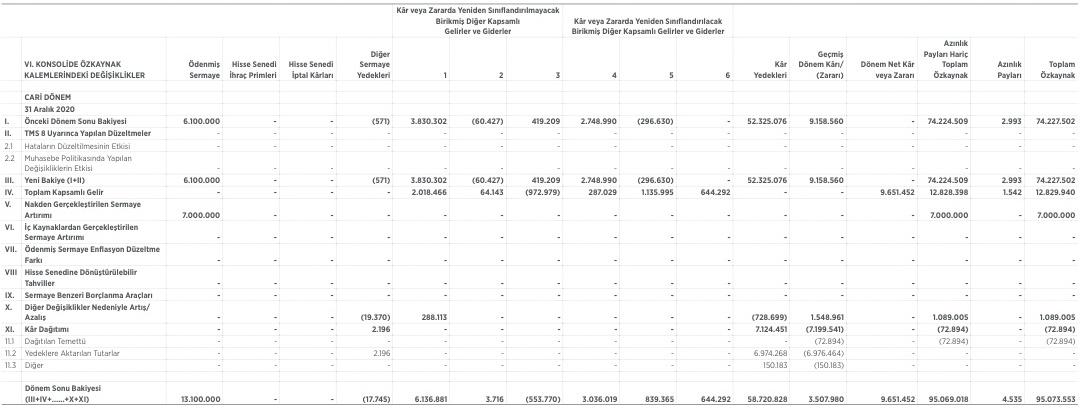 Kâr veya Zararda Yeniden Sınıflandırılmayacak
Birikmiş Diğer Kapsamlı
Gelirler ve Giderler
Kâr veya Zararda Yeniden Sınıflandırılacak
Birikmiş Diğer Kapsamlı Gelirler ve Giderler
VI. KONSOLİDE ÖZKAYNAK KALEMLERİNDEKİ DEĞİŞİKLİKLER Ödenmiş Sermaye Hisse Senedi İhraç Primleri Hisse Senedi İptal Kârları Diğer Sermaye Yedekleri 1 2 3 4 5 6 Kâr Yedekleri Geçmiş Dönem Kârı/ (Zararı) Dönem Net Kâr veya Zararı Azınlık Payları Hariç Toplam Özkaynak Azınlık Payları Toplam Özkaynak
CARİ DÖNEM
31 Aralık 2020
I. Önceki Dönem Sonu Bakiyesi 6.100.000 - - (571) 3.830.302 (60.427) 419.209 2.748.990 (296.630) - 52.325.076 9.158.560 - 74.224.509 2.993 74.227.502
II. TMS 8 Uyarınca Yapılan Düzeltmeler - - - - - - - - - - - - - - - -
2.1 Hataların Düzeltilmesinin Etkisi - - - - - - - - - - - - - - - -
2.2 Muhasebe Politikasında Yapılan
Değişikliklerin Etkisi - - - - - - - - - - - - - - - -
III. Yeni Bakiye (I+II) 6.100.000 - - (571) 3.830.302 (60.427) 419.209 2.748.990 (296.630) - 52.325.076 9.158.560 - 74.224.509 2.993 74.227.502
IV. Toplam Kapsamlı Gelir - - - - 2.018.466 64.143 (972.979) 287.029 1.135.995 644.292 - - 9.651.452 12.828.398 1.542 12.829.940
V. Nakden Gerçekleştirilen Sermaye
Artırımı 7.000.000 - - - - - - - - - - - - 7.000.000 - 7.000.000
VI. İç Kaynaklardan Gerçekleştirilen
Sermaye Artırımı - - - - - - - - - - - - - - - -
VII. Ödenmiş Sermaye Enflasyon Düzeltme
Farkı - - - - - - - - - - - - - - - -
VIII Hisse Senedine Dönüştürülebilir
Tahviller - - - - - - - - - - - - - - - -
IX. Sermaye Benzeri Borçlanma Araçları - - - - - - - - - - - - - - - -
X. Diğer Değişiklikler Nedeniyle Artış/
Azalış - - - (19.370) 288.113 - - - - - (728.699) 1.548.961 - 1.089.005 - 1.089.005
XI. Kâr Dağıtımı - - - 2.196 - - - - - - 7.124.451 (7.199.541) - (72.894) - (72.894)
11.1 Dağıtılan Temettü - - - - - - - - - - - (72.894) - (72.894) - (72.894)
11.2 Yedeklere Aktarılan Tutarlar - - - 2.196 - - - - - - 6.974.268 (6.976.464) - - - -
11.3 Diğer - - - - - - - - - - 150.183 (150.183) - - - -
Dönem Sonu Bakiyesi
(III+IV+......+X+XI) 13.100.000 - - (17.745) 6.136.881 3.716 (553.770) 3.036.019 839.365 644.292 58.720.828 3.507.980 9.651.452 95.069.018 4.535 95.073.553